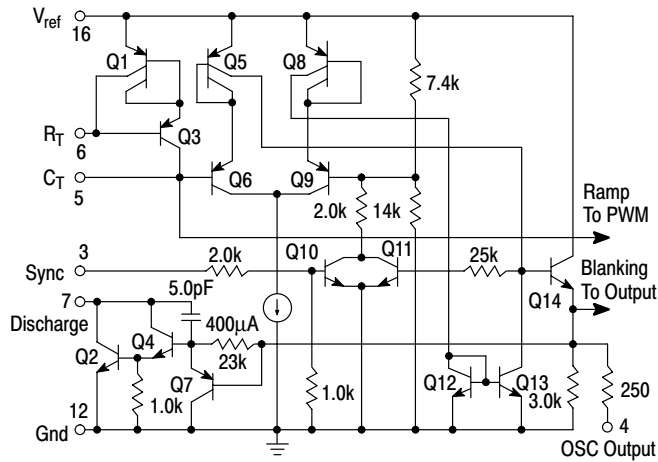 Vref
16
Q1
Q5
Q8
7.4k
RT
6
Q3
CT
5
Q6
Q9
2.0k
14k
Ramp
To PWM
3
Sync
2.0k
Q10
Q11
25k
Q14
Blanking
To Output
7
Discharge
5.0pF
400µA
Q2
Q4
23k
Q7
1.0k
1.0k
Q12
Q13
3.0k
250
12
Gnd
4
OSC Output